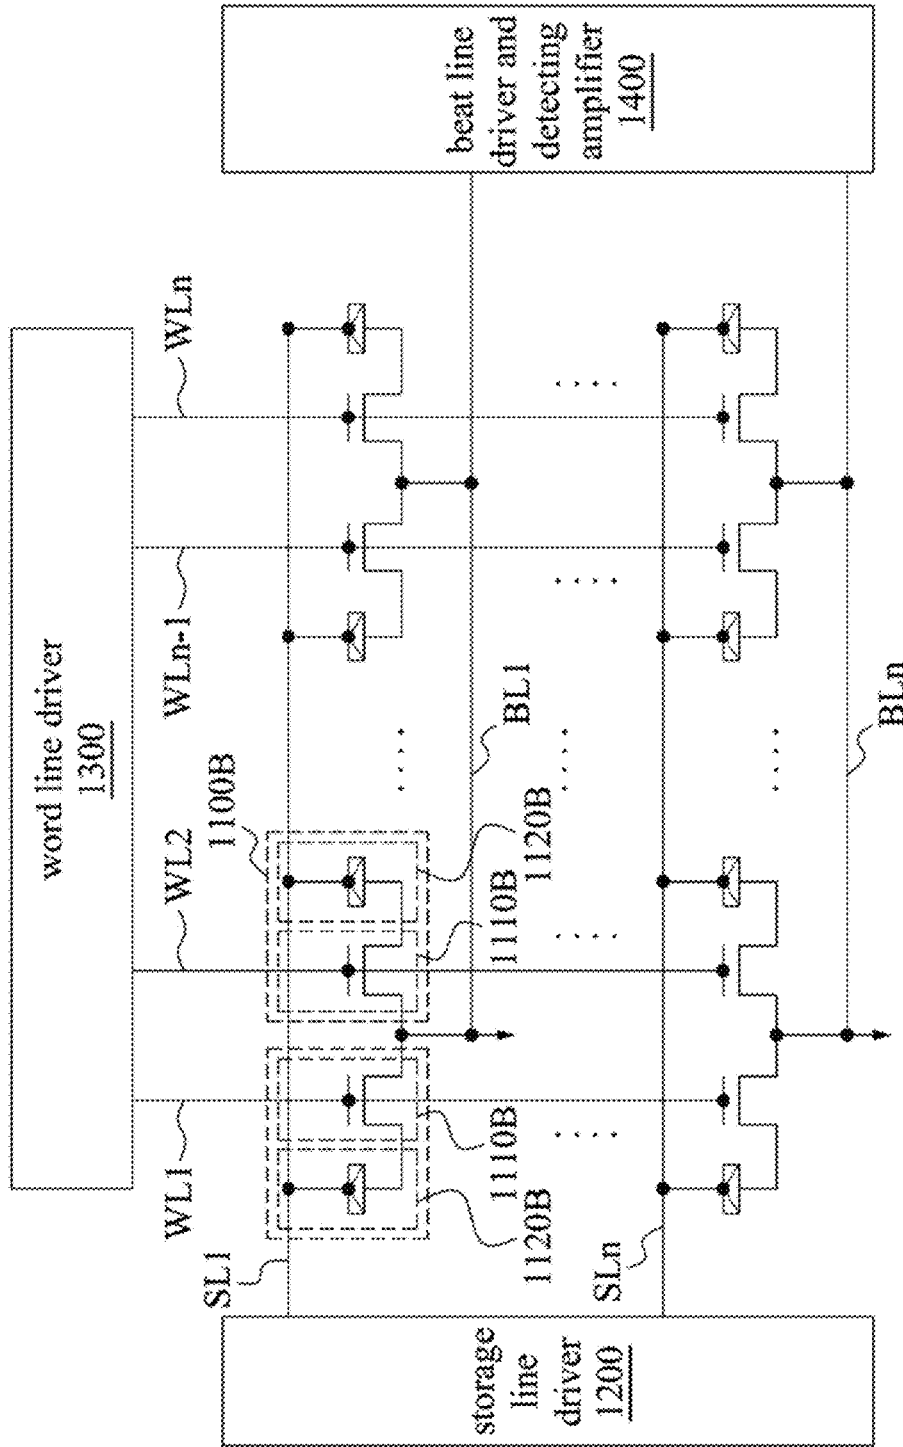 word line driver
1300
WL1
WL2
WLn-1
WLn
SL1
1100B
1120B
1110B
1110B
1120B
BL1
SLn
BLn
storage
line
driver
1200
beat line
driver and
detecting
amplifier
1400